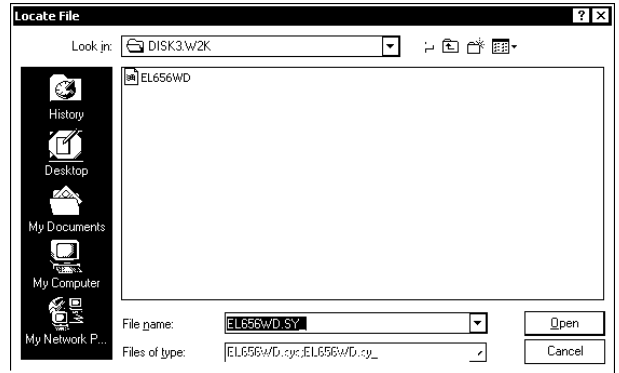 Locate File
Look in: DISK3.W2K
EL656WD
History
Desktop
My Documents
My Computer
My Network P...
File name: EL656WD.SY_ Open
Files of type: EL656WD.sys;EL656WD.sy_ Cancel